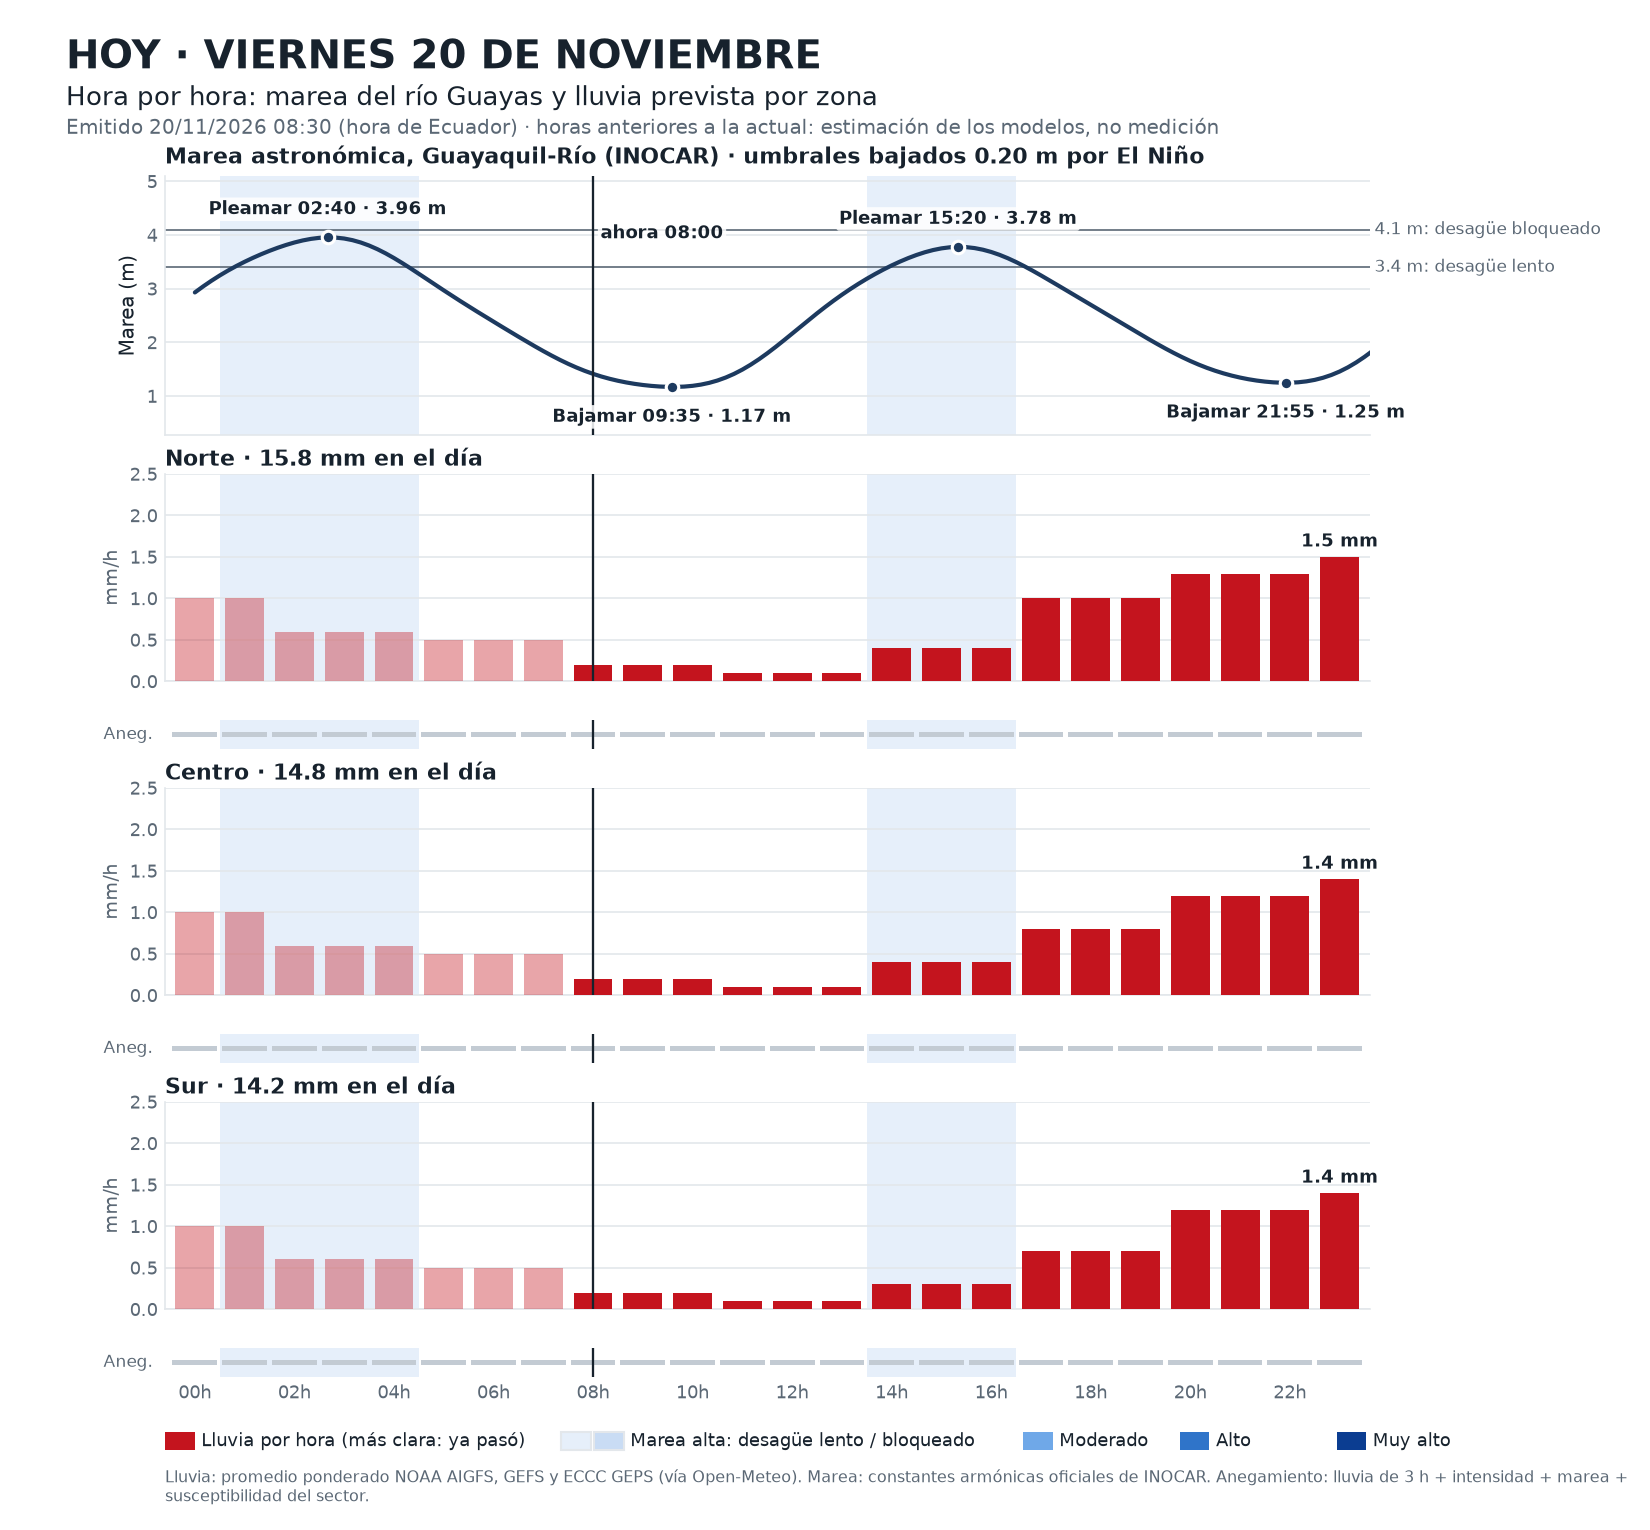 HOY · VIERNES 20 DE NOVIEMBRE
Hora por hora: marea del río Guayas y lluvia prevista por zona
Emitido 20/11/2026 08:30 (hora de Ecuador) · horas anteriores a la actual: estimación de los modelos, no medición
Marea astronómica, Guayaquil-Río (INOCAR) · umbrales bajados 0.20 m por El Niño
Marea (m)
5
4
3
2
1
Pleamar 02:40 · 3.96 m
ahora 08:00
Pleamar 15:20 · 3.78 m
4.1 m: desagüe bloqueado
3.4 m: desagüe lento
Bajamar 09:35 · 1.17 m
Bajamar 21:55 · 1.25 m
Norte · 15.8 mm en el día
mm/h
2.5
2.0
1.5
1.0
0.5
0.0
1.5 mm
Aneg.
Centro · 14.8 mm en el día
mm/h
2.5
2.0
1.5
1.0
0.5
0.0
1.4 mm
Aneg.
Sur · 14.2 mm en el día
mm/h
2.5
2.0
1.5
1.0
0.5
0.0
1.4 mm
Aneg.
00h 02h 04h 06h 08h 10h 12h 14h 16h 18h 20h 22h
Lluvia por hora (más clara: ya pasó) Marea alta: desagüe lento / bloqueado Moderado Alto Muy alto
Lluvia: promedio ponderado NOAA AIGFS, GEFS y ECCC GEPS (vía Open-Meteo). Marea: constantes armónicas oficiales de INOCAR. Anegamiento: lluvia de 3 h + intensidad + marea +
susceptibilidad del sector.